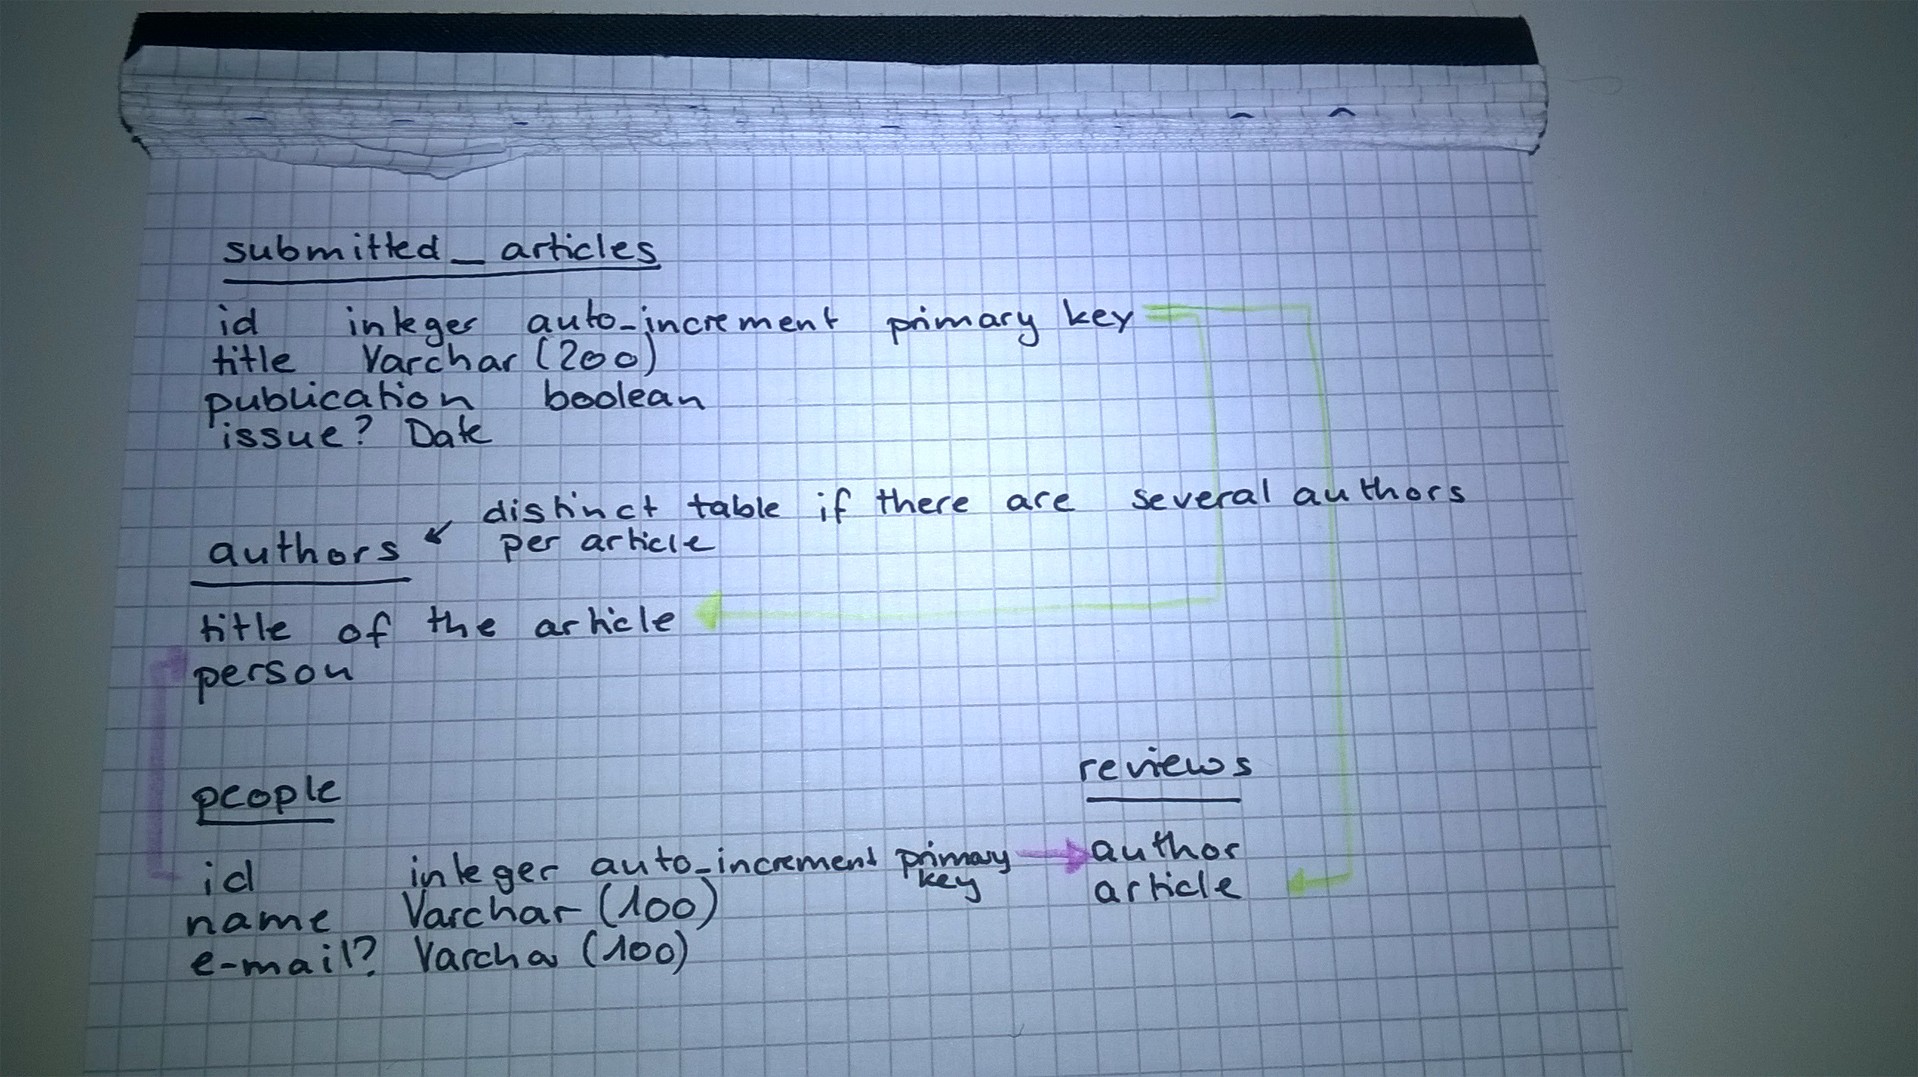 submitted_articles
id integer auto_increment primary key
title Varchar (200)
publication boolean
issue? Date
distinct table if there are several authors
per article
authors
title of the article
person
people
id integer auto_increment primary
key
name Varchar (100)
e-mail? Varchar (100)
reviews
author
article